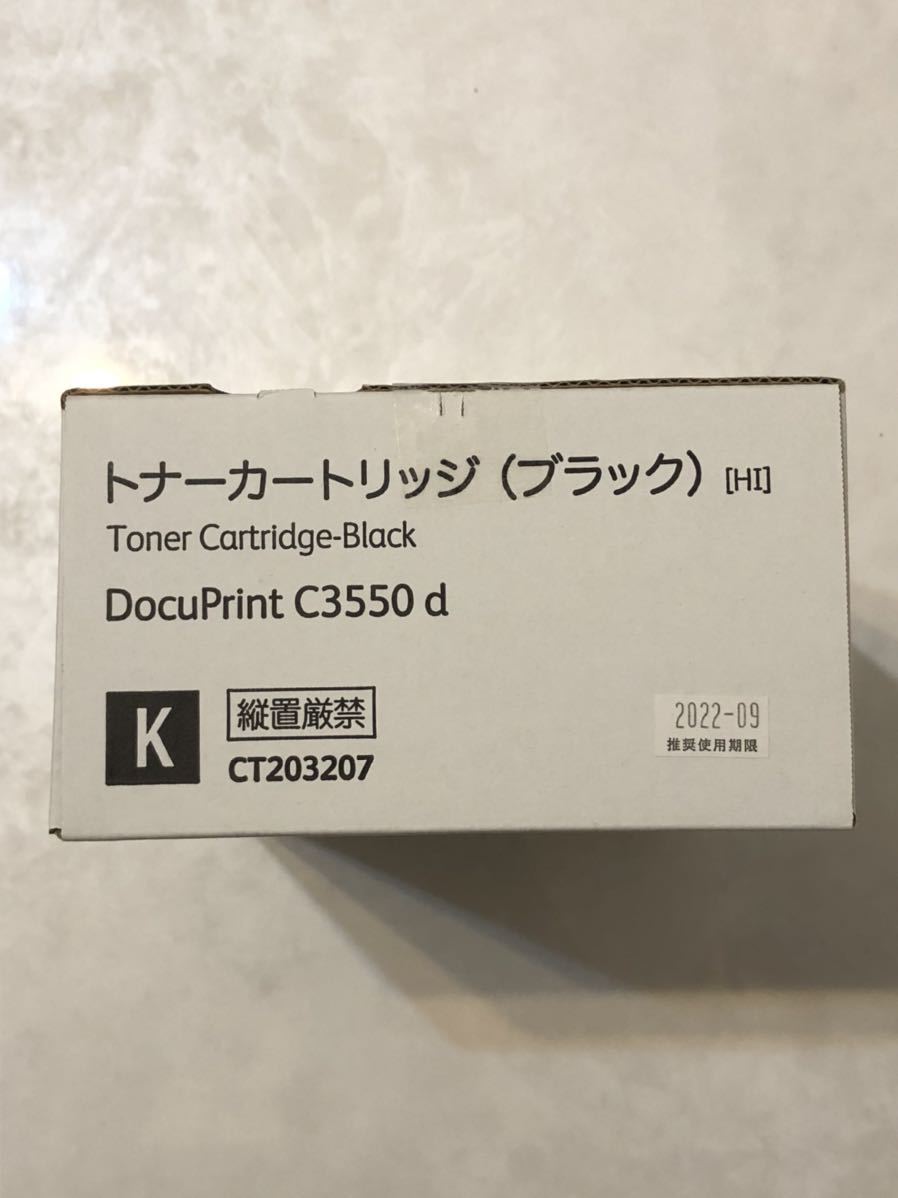 トナーカートリッジ（ブラック）[HI]
Toner Cartridge-Black
DocuPrint C3550 d
K
縦置厳禁
CT203207
2022-09
推奨使用期限